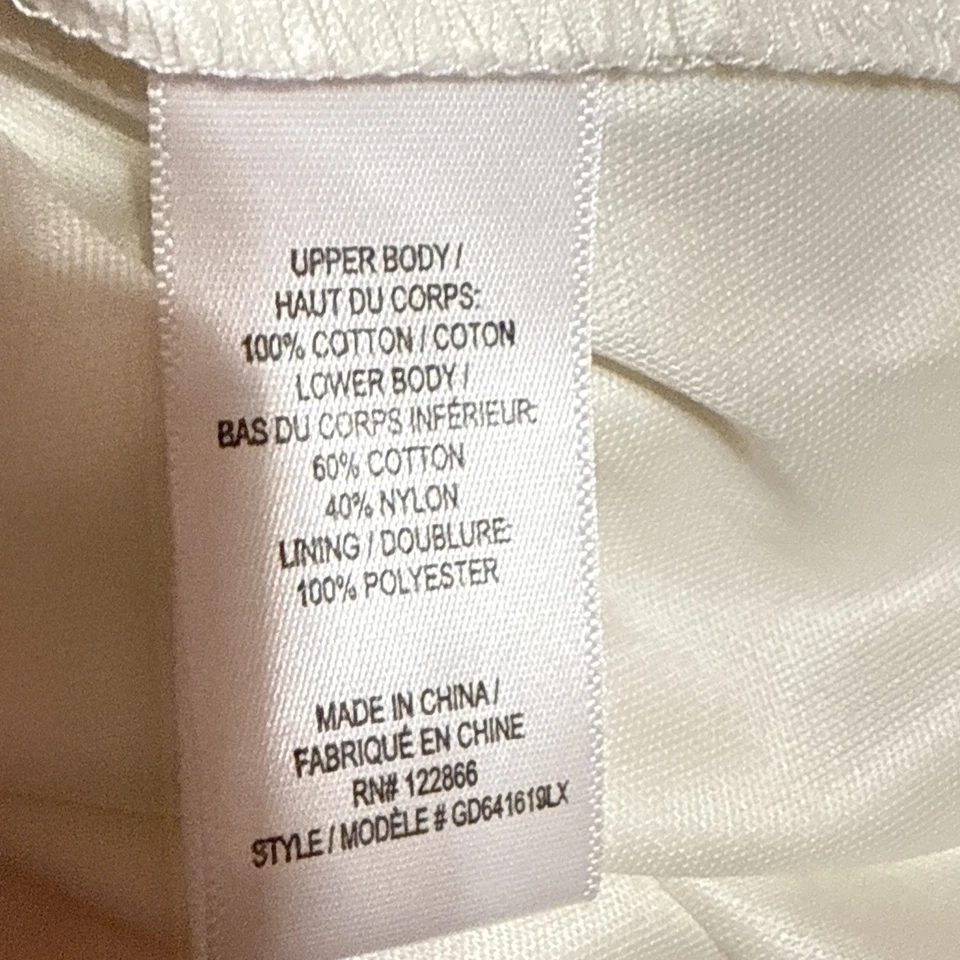 UPPER BODY /
HAUT DU CORPS:
100% COTTON / COTON
LOWER BODY /
BAS DU CORPS INFÉRIEUR:
60% COTTON
40% NYLON
LINING / DOUBLURE:
100% POLYESTER
MADE IN CHINA /
FABRIQUÉ EN CHINE
RN# 122866
STYLE / MODÈLE # GD641619LX